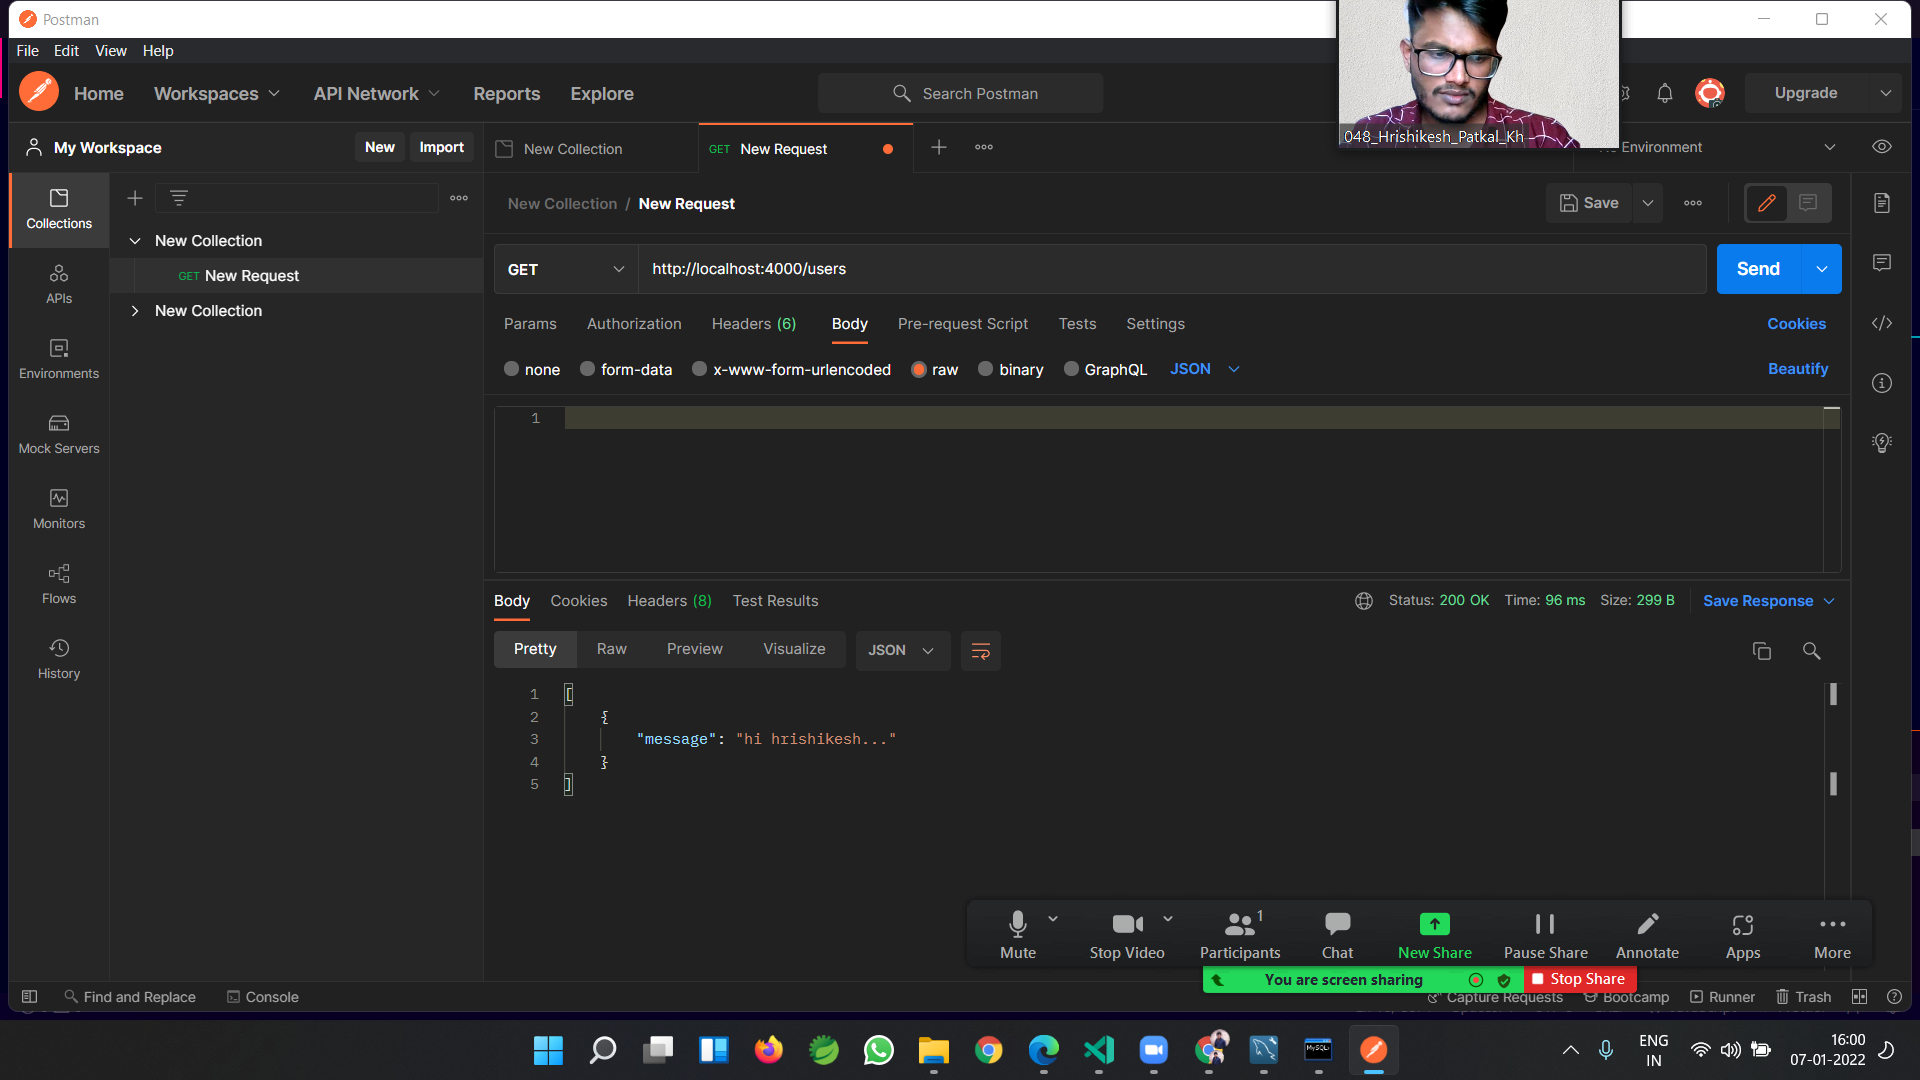 Postman
File Edit View Help
Home Workspaces API Network Reports Explore Search Postman Upgrade
048_Hrishikesh_Patkal_Kh
My Workspace New Import New Collection GET New Request Environment
Collections
New Collection / New Request Save
New Collection
GET New Request
New Collection
APIs
Environments
Mock Servers
Monitors
Flows
History
GET http://localhost:4000/users Send
Params Authorization Headers (6) Body Pre-request Script Tests Settings Cookies
none form-data x-www-form-urlencoded raw binary GraphQL JSON Beautify
1
Body Cookies Headers (8) Test Results Status: 200 OK Time: 96 ms Size: 299 B Save Response
Pretty Raw Preview Visualize JSON
1 [
2 {
3 "message": "hi hrishikesh..."
4 }
5 ]
1
Mute Stop Video Participants Chat New Share Pause Share Annotate Apps More
You are screen sharing Stop Share
Find and Replace Console Capture Requests Bootcamp Runner Trash
MySQL
ENG
IN
16:00
07-01-2022